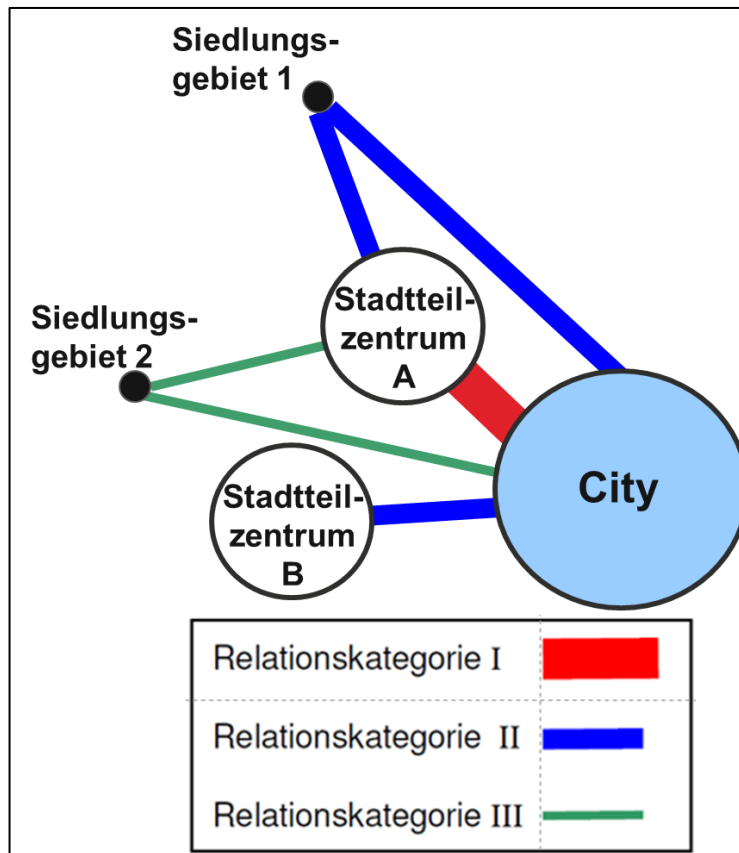 Siedlungs-
gebiet 1
Siedlungs-
gebiet 2
Stadtteil-
zentrum
A
Stadtteil-
zentrum
B
City
Relationskategorie I
Relationskategorie II
Relationskategorie III